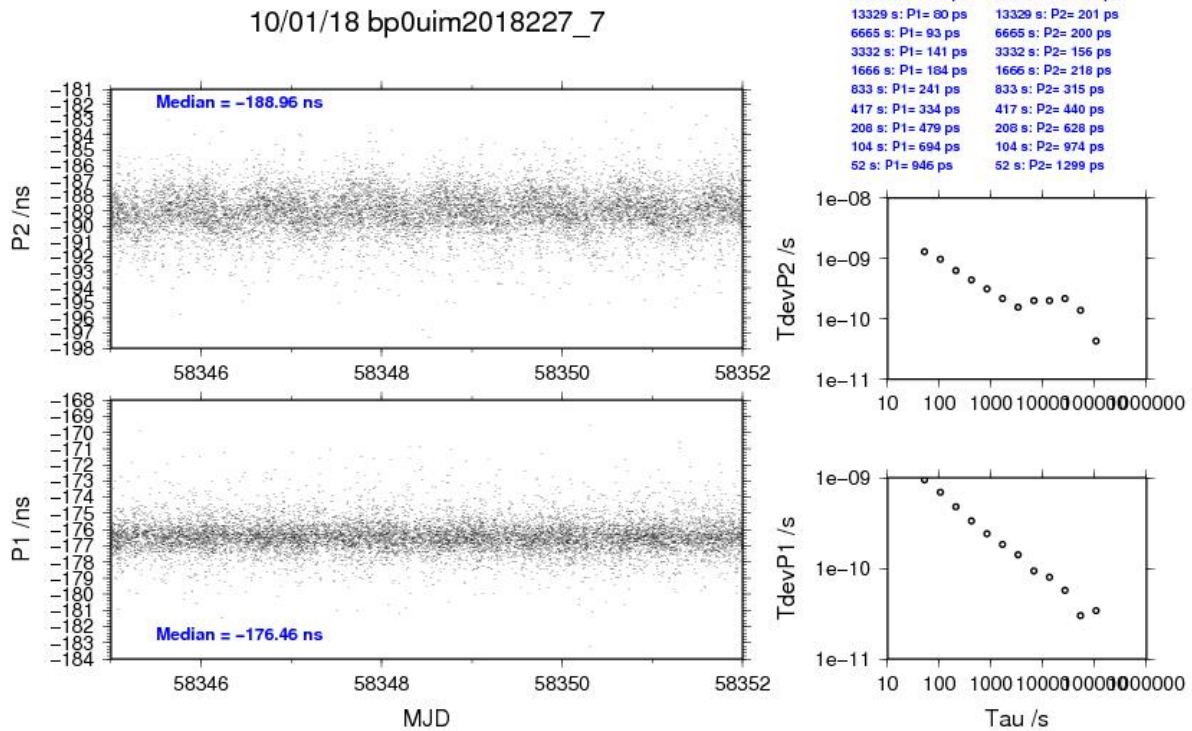 10/01/18 bp0uim2018227_7
13329 s: P1= 80 ps 13329 s: P2= 201 ps
6665 s: P1= 93 ps 6665 s: P2= 200 ps
3332 s: P1= 141 ps 3332 s: P2= 156 ps
1666 s: P1= 184 ps 1666 s: P2= 218 ps
833 s: P1= 241 ps 833 s: P2= 315 ps
417 s: P1= 334 ps 417 s: P2= 440 ps
208 s: P1= 479 ps 208 s: P2= 628 ps
104 s: P1= 694 ps 104 s: P2= 974 ps
52 s: P1= 946 ps 52 s: P2= 1299 ps
P2 /ns
−181
−182
−183
−184
−185
−186
−187
−188
−189
−190
−191
−192
−193
−194
−195
−196
−197
−198
Median = −188.96 ns
58346 58348 58350 58352
TdevP2 /s
1e−08
1e−09
1e−10
1e−11
10 100 1000 10000 100000 1000000
P1 /ns
−168
−169
−170
−171
−172
−173
−174
−175
−176
−177
−178
−179
−180
−181
−182
−183
−184
Median = −176.46 ns
58346 58348 58350 58352
MJD
TdevP1 /s
1e−09
1e−10
1e−11
10 100 1000 10000 100000 1000000
Tau /s